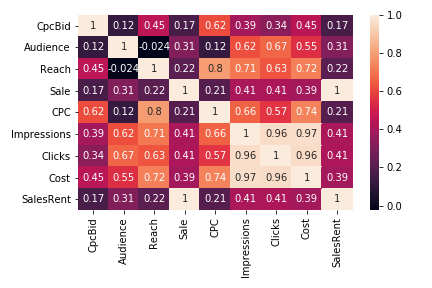 CpcBid 1 0.12 0.45 0.17 0.62 0.39 0.34 0.45 0.17
Audience 0.12 1 -0.024 0.31 0.12 0.62 0.67 0.55 0.31
Reach 0.45 -0.024 1 0.22 0.8 0.71 0.63 0.72 0.22
Sale 0.17 0.31 0.22 1 0.21 0.41 0.41 0.39 1
CPC 0.62 0.12 0.8 0.21 1 0.66 0.57 0.74 0.21
Impressions 0.39 0.62 0.71 0.41 0.66 1 0.96 0.97 0.41
Clicks 0.34 0.67 0.63 0.41 0.57 0.96 1 0.96 0.41
Cost 0.45 0.55 0.72 0.39 0.74 0.97 0.96 1 0.39
SalesRent 0.17 0.31 0.22 1 0.21 0.41 0.41 0.39 1
CpcBid Audience Reach Sale CPC Impressions Clicks Cost SalesRent
1.0
0.8
0.6
0.4
0.2
0.0